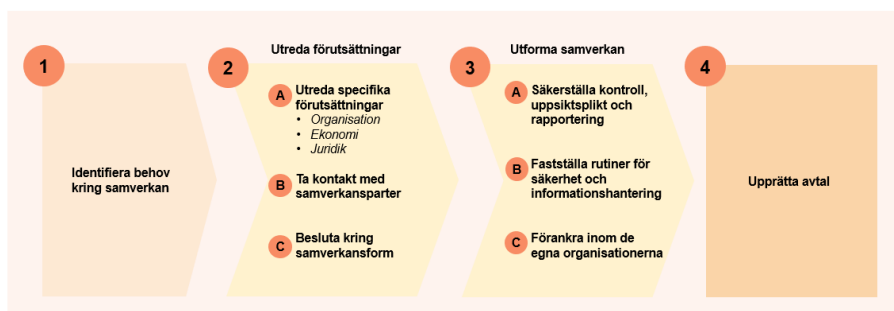 1
Identifiera behov
kring samverkan
2
Utreda förutsättningar
A
Utreda specifika
förutsättningar
• Organisation
• Ekonomi
• Juridik
B
Ta kontakt med
samverkansparter
C
Besluta kring
samverkansform
3
Utforma samverkan
A
Säkerställa kontroll,
uppsiktsplikt och
rapportering
B
Fastställa rutiner för
säkerhet och
informationshantering
C
Förankra inom de
egna organisationerna
4
Upprätta avtal